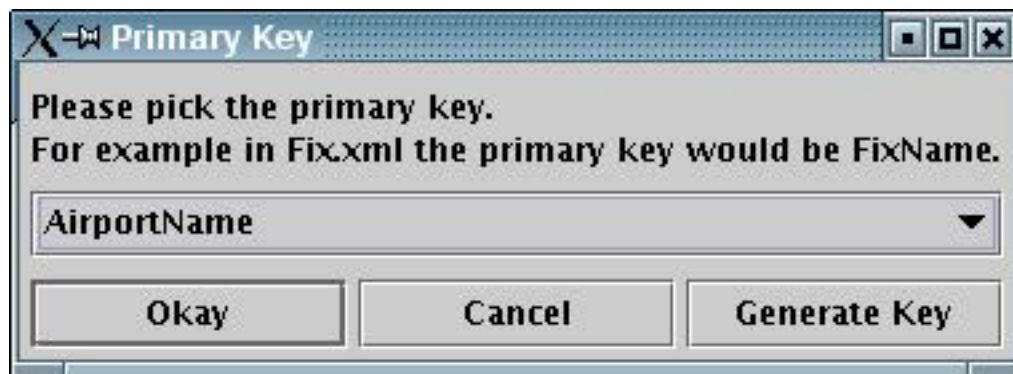 Primary Key
Please pick the primary key.
For example in Fix.xml the primary key would be FixName.
AirportName
Okay Cancel Generate Key